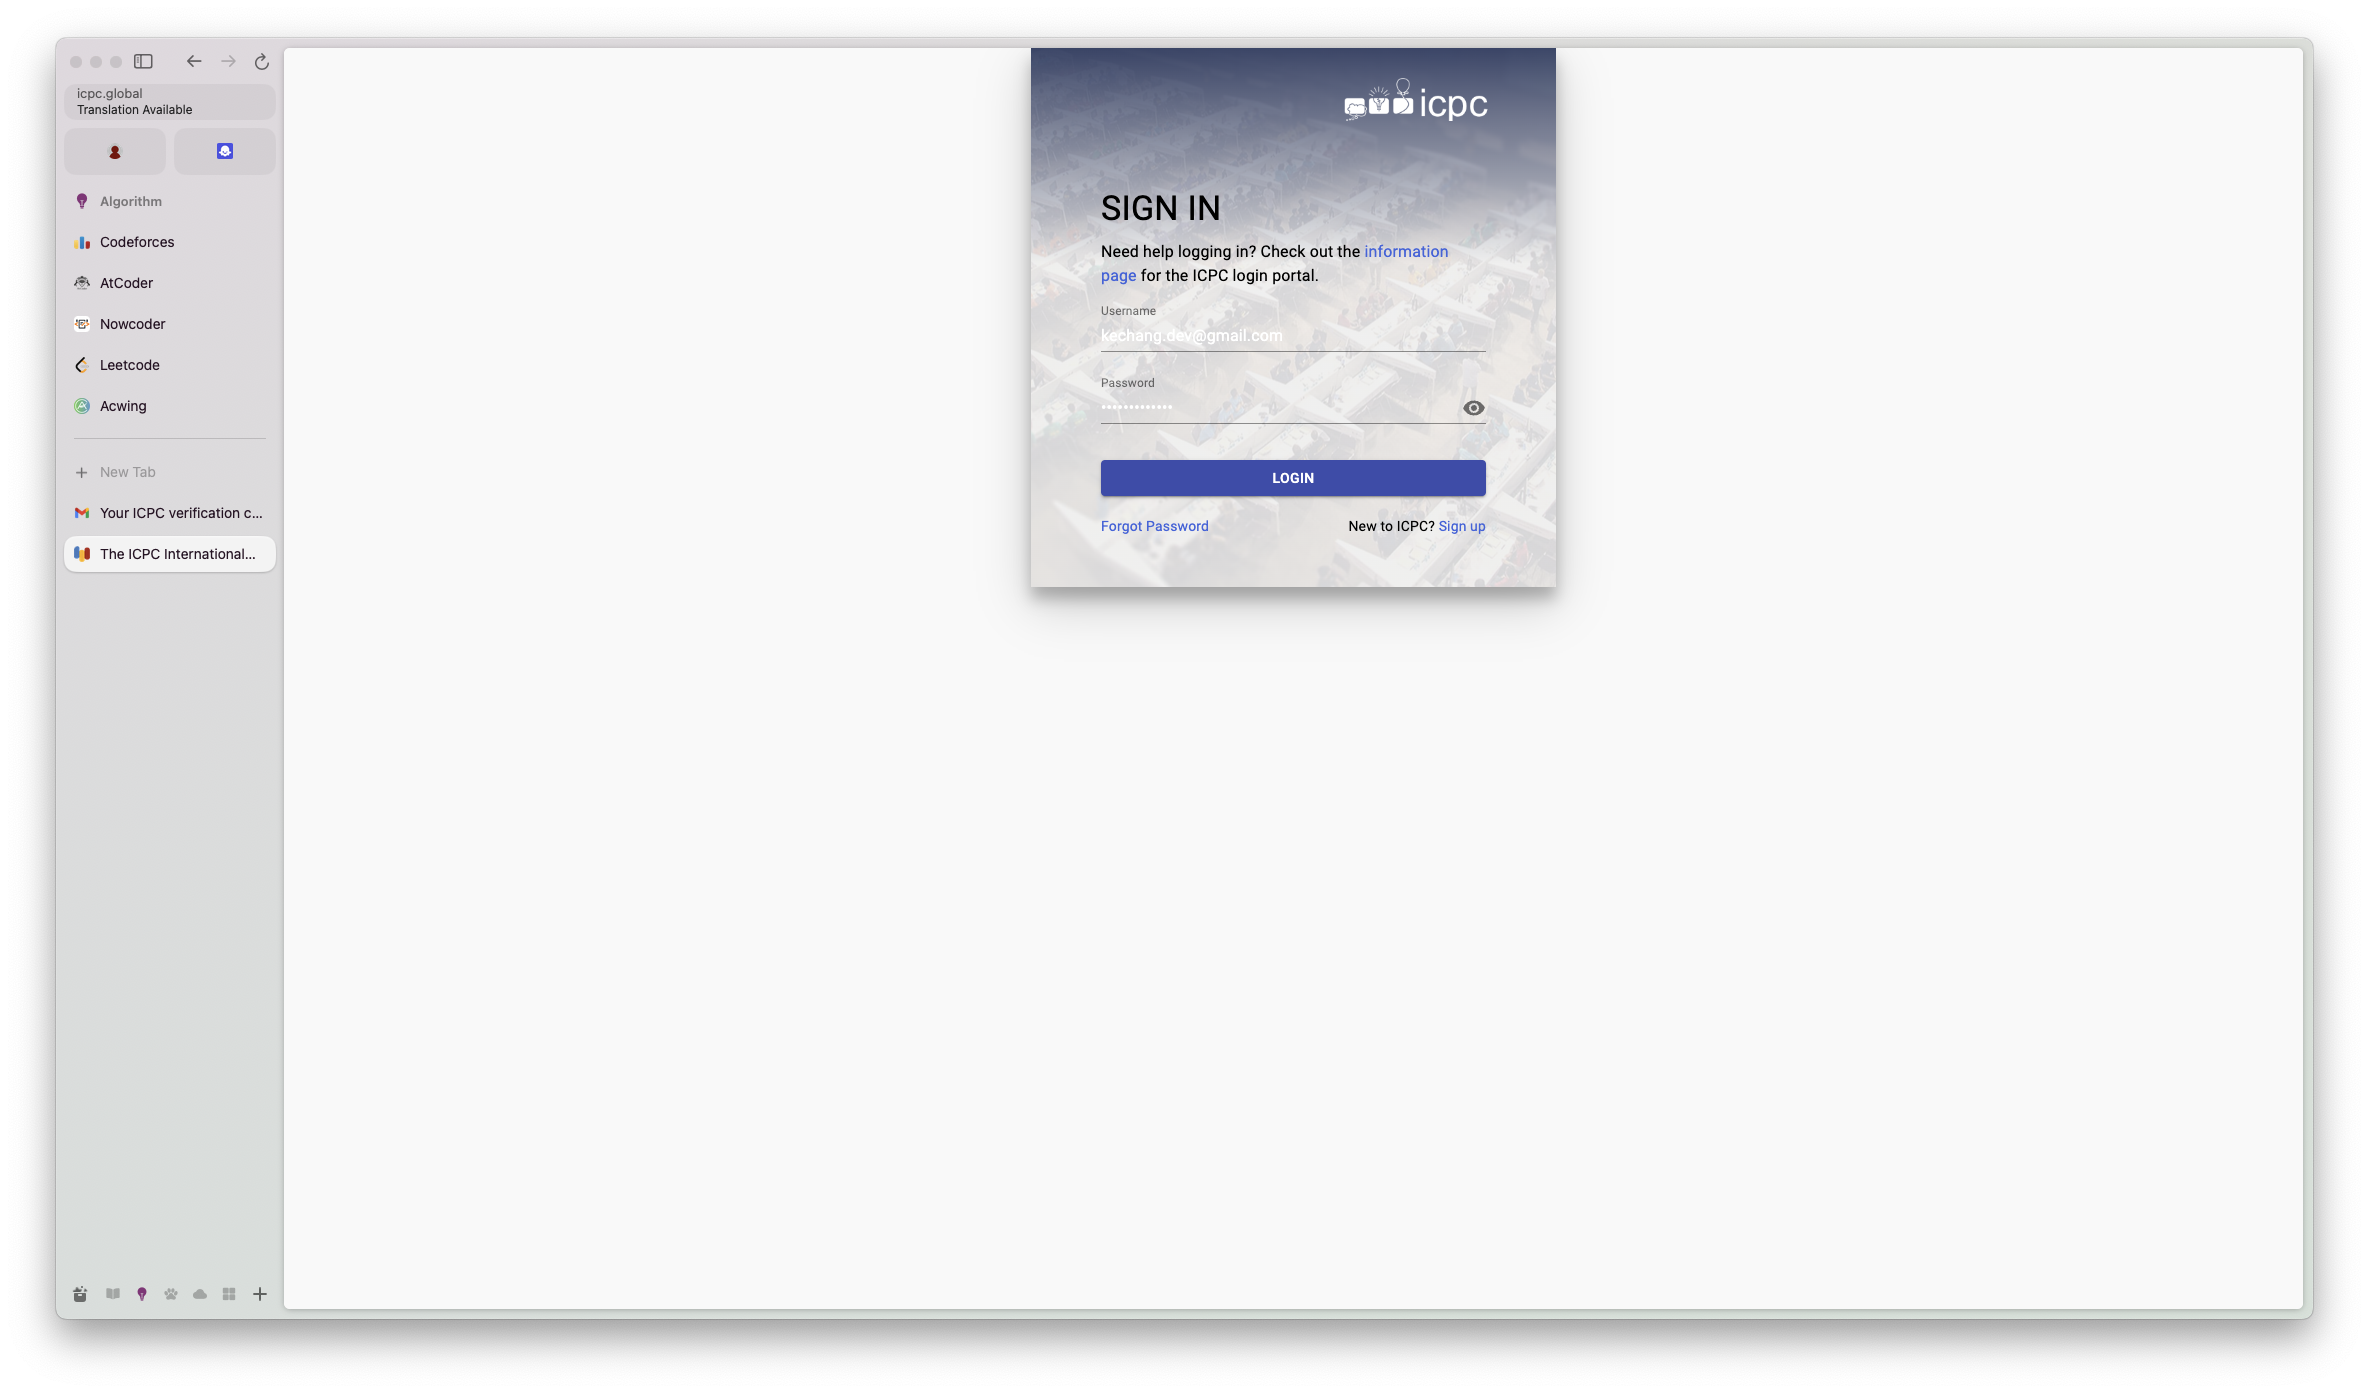 icpc.global
Translation Available
Algorithm
Codeforces
AtCoder
Nowcoder
Leetcode
Acwing
New Tab
Your ICPC verification c...
The ICPC International...
icpc
SIGN IN
Need help logging in? Check out the information
page for the ICPC login portal.
Username
kechang.dev@gmail.com
Password
•••••••••••••
LOGIN
Forgot Password
New to ICPC? Sign up